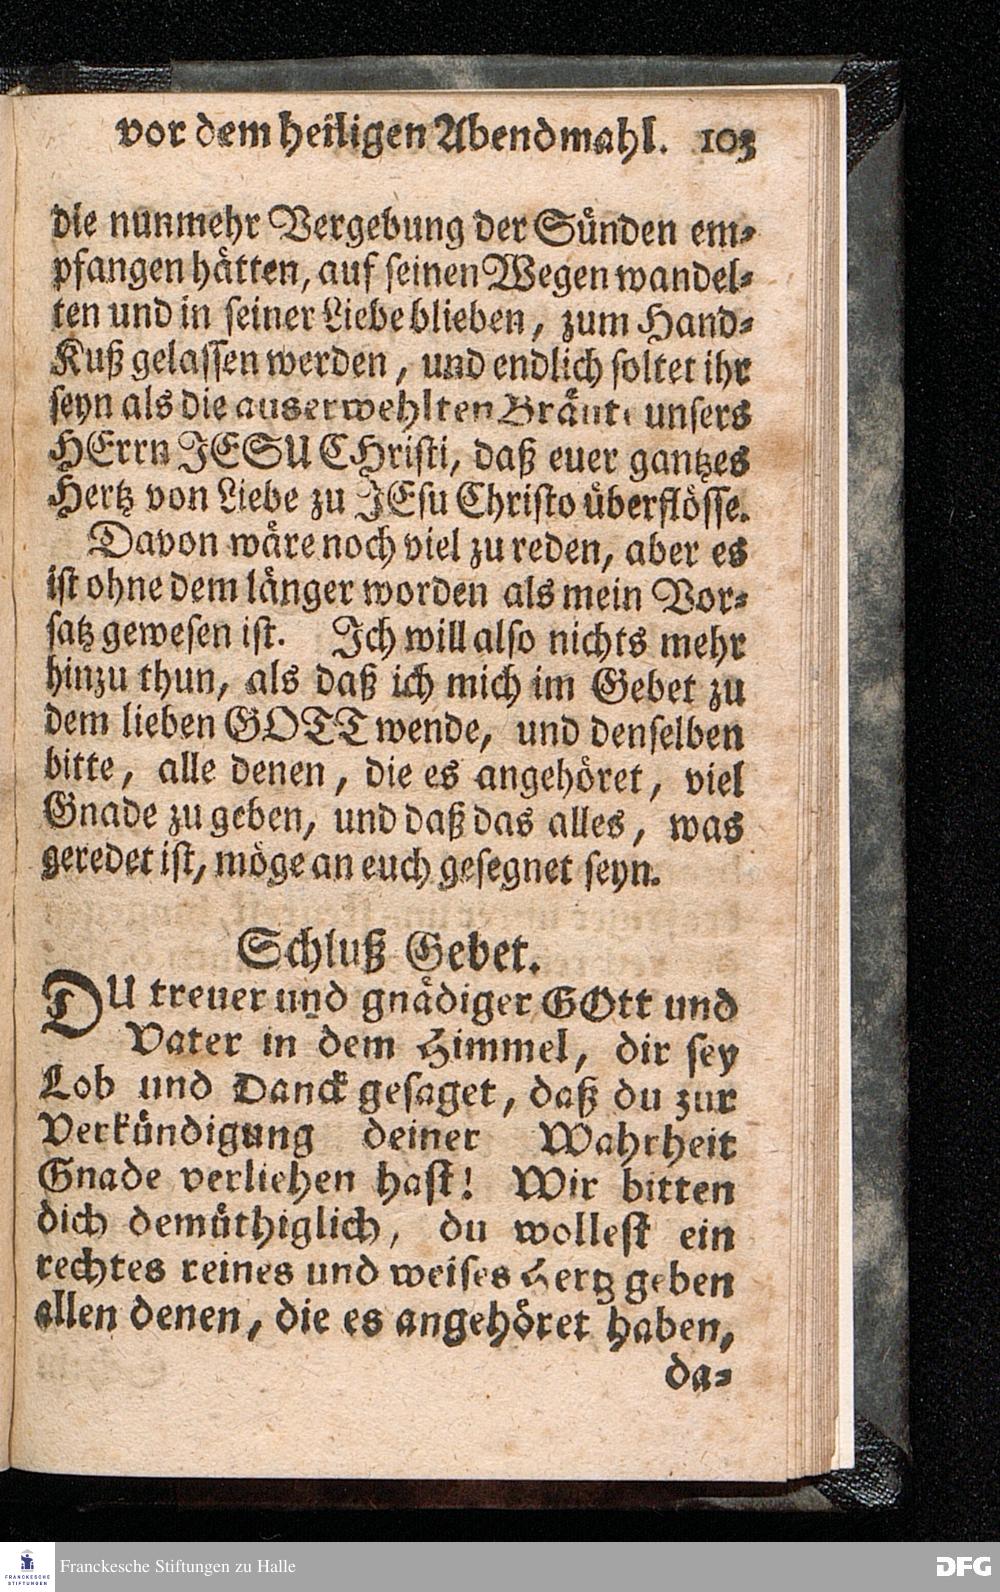 vor dem heiligen Abendmahl. 103
die nunmehr Vergebung der Sünden em-
pfangen hätten, auf seinen Wegen wandel-
ten und in seiner Liebe blieben, zum Hand-
Kuß gelassen werden, und endlich soltet ihr
seyn als die auserwehlten Bräute unsers
HErrn JESU CHristi, daß euer gantzes
Hertz von Liebe zu JEsu Christo überflösse.
Davon wäre noch viel zu reden, aber es
ist ohne dem länger worden als mein Vor-
satz gewesen ist. Ich will also nichts mehr
hinzu thun, als daß ich mich im Gebet zu
dem lieben GOTT wende, und denselben
bitte, alle denen, die es angehöret, viel
Gnade zu geben, und daß das alles, was
geredet ist, möge an euch gesegnet seyn.
Schluß Gebet.
DU treuer und gnädiger GOtt und
Vater in dem Himmel, dir sey
Lob und Danck gesaget, daß du zur
Verkündigung deiner Wahrheit
Gnade verliehen hast! Wir bitten
dich demüthiglich, du wollest ein
rechtes reines und weises Hertz geben
allen denen, die es angehöret haben,
da-
FRANCKESCHE
STIFTUNGEN
Franckesche Stiftungen zu Halle
DFG